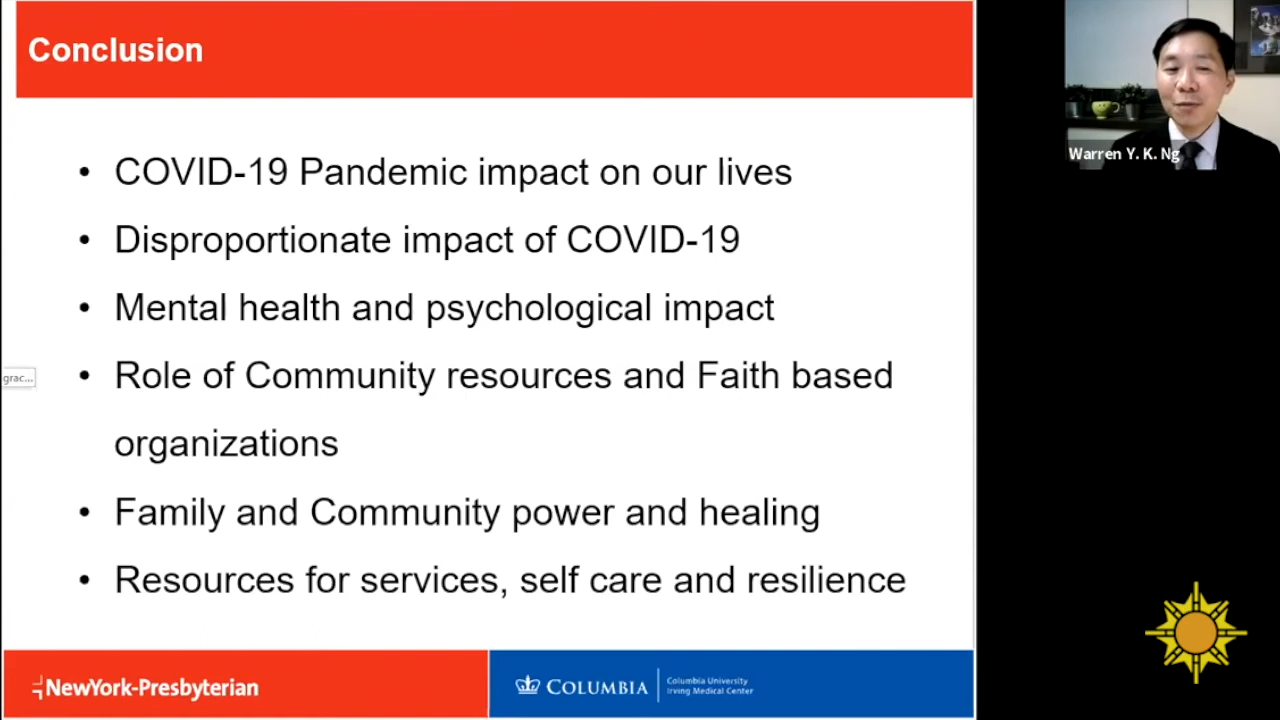 Conclusion
• COVID-19 Pandemic impact on our lives
• Disproportionate impact of COVID-19
• Mental health and psychological impact
• Role of Community resources and Faith based
organizations
• Family and Community power and healing
• Resources for services, self care and resilience
grac...
NewYork-Presbyterian
COLUMBIA
Columbia University
Irving Medical Center
Warren Y. K. Ng